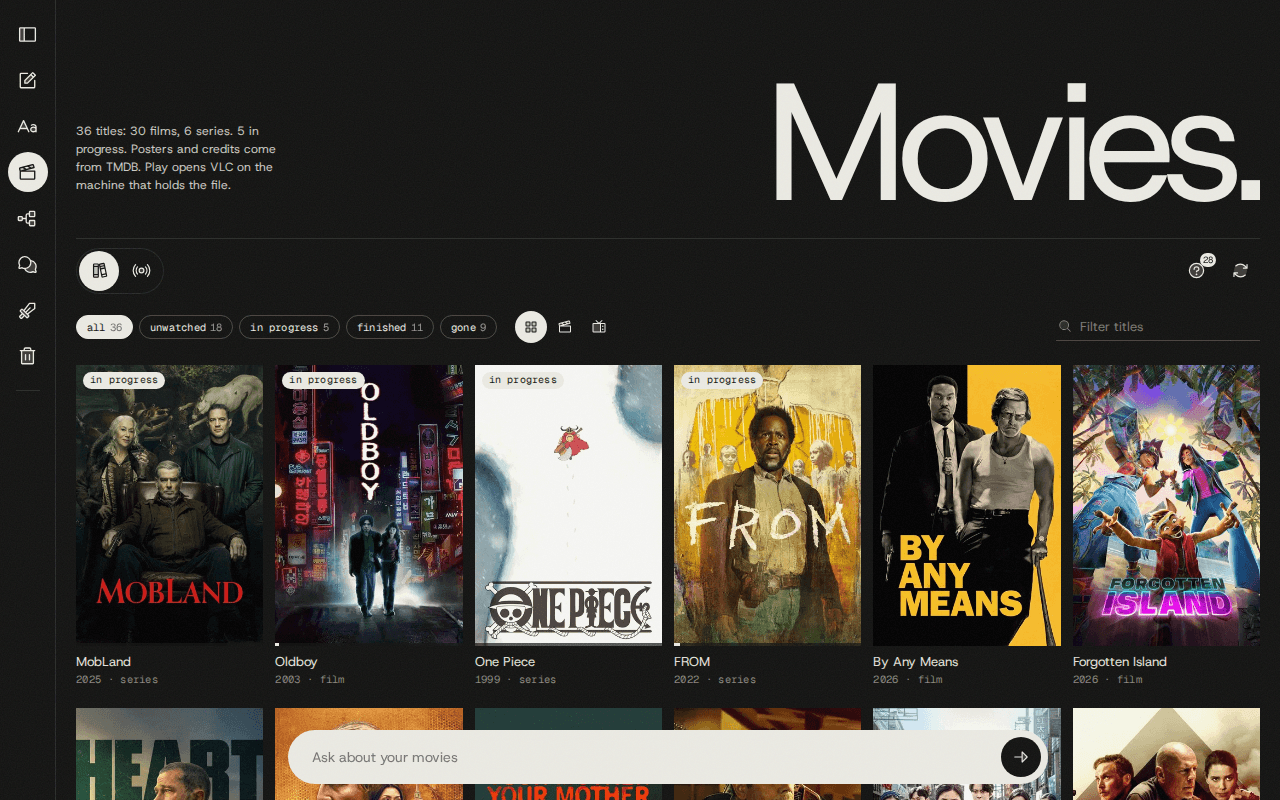 Aa
36 titles: 30 films, 6 series. 5 in
progress. Posters and credits come
from TMDB. Play opens VLC on the
machine that holds the file.
Movies.
28
all 36
unwatched 18
in progress 5
finished 11
gone 9
Filter titles
in progress
in progress
in progress
in progress
MOBLAND
OLDBOY
ONE PIECE
FROM
BY
ANY
MEANS
FORGOTTEN
ISLAND
MobLand
Oldboy
One Piece
FROM
By Any Means
Forgotten Island
2025 · series
2003 · film
1999 · series
2022 · series
2026 · film
2026 · film
HEART
Ask about your movies
YOUR MOTHER